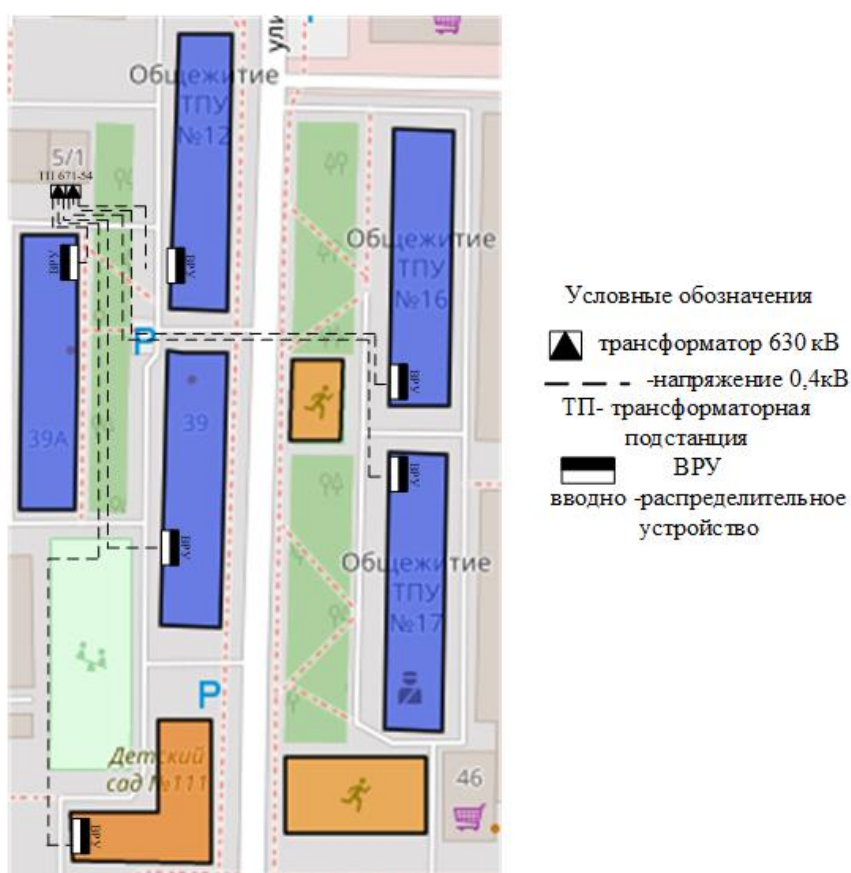 ули
Общежитие
ТПУ
№12
5/1
ТП 671-54
ВРУ
ВРУ
Общежитие
ТПУ
№16
P
ВРУ
39
39А
ВРУ
ВРУ
Общежитие
ТПУ
№17
P
Детский
сад №111
46
ВРУ
Условные обозначения
трансформатор 630 кВ
-напряжение 0,4кВ
ТП- трансформаторная
подстанция
ВРУ
вводно -распределительное
устройство